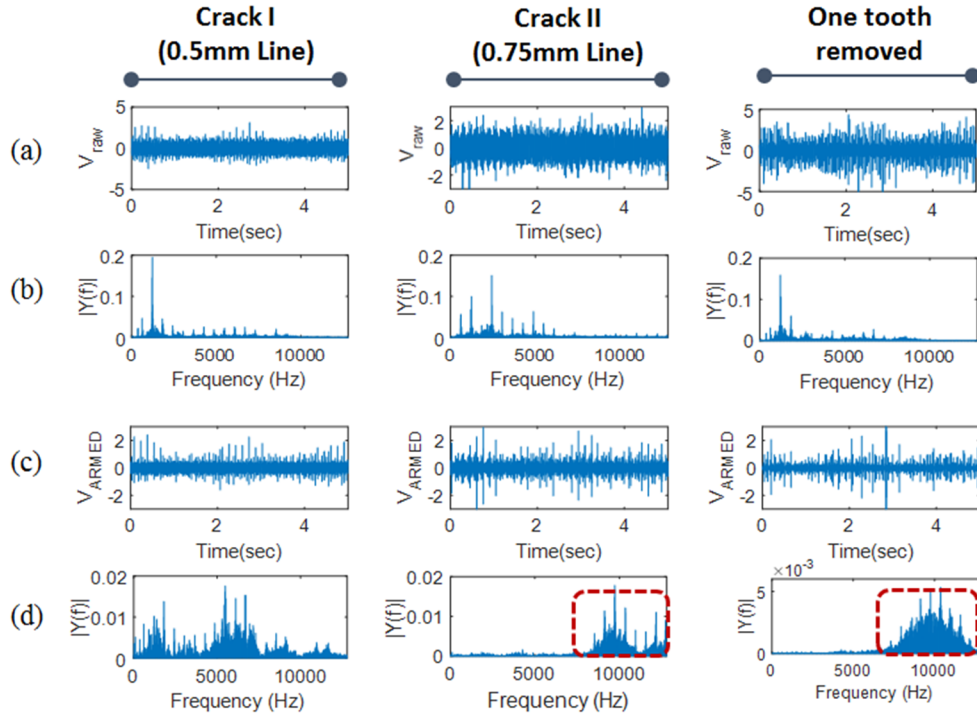 Crack I
(0.5mm Line)
Crack II
(0.75mm Line)
One tooth
removed
(a)
V raw
5
0
-5
0 2 4
Time(sec)
V raw
2
0
-2
0 2 4
Time(sec)
V raw
5
0
-5
0 2 4
Time(sec)
(b)
|Y(f)|
0.2
0.1
0
0 5000 10000
Frequency (Hz)
|Y(f)|
0.2
0.1
0
0 5000 10000
Frequency (Hz)
|Y(f)|
0.2
0.1
0
0 5000 10000
Frequency (Hz)
(c)
V ARMED
2
0
-2
0 2 4
Time(sec)
V ARMED
2
0
-2
0 2 4
Time(sec)
V ARMED
2
0
-2
0 2 4
Time(sec)
(d)
|Y(f)|
0.02
0.01
0
0 5000 10000
Frequency (Hz)
|Y(f)|
0.02
0.01
0
0 5000 10000
Frequency (Hz)
×10⁻³
|Y(f)|
5
0
0 5000 10000
Frequency (Hz)